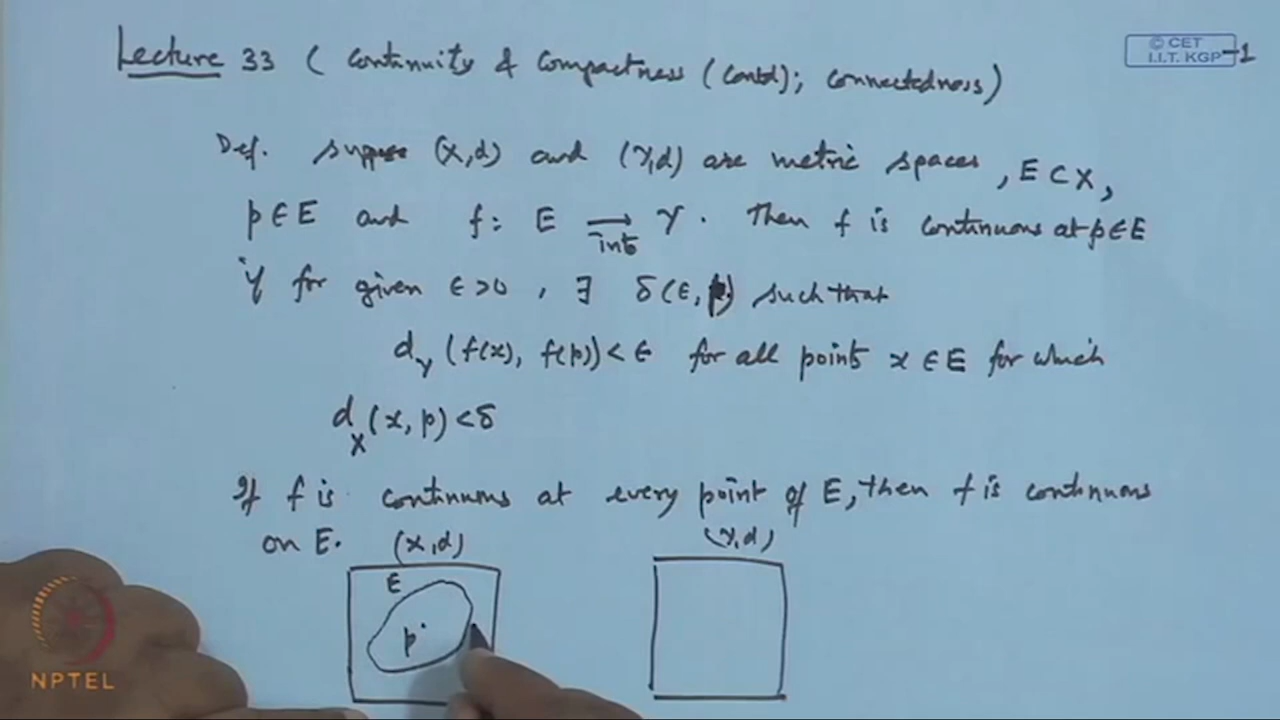 Lecture 33 ( Continuity & Compactness (Contd); Connectedness)
© CET
I.I.T. KGP
-1
Def. Suppose (X,d) and (Y,d) are metric spaces, E ⊂ X,
p ∈ E and f: E → Y. Then f is continuous at p ∈ E
into
if for given ε>0, ∃ δ(ε, p) such that
d_Y (f(x), f(p)) < ε for all points x ∈ E for which
d_X (x, p) < δ
If f is continuous at every point of E, then f is continuous
on E. (X,d) (Y,d)
E
p
NPTEL